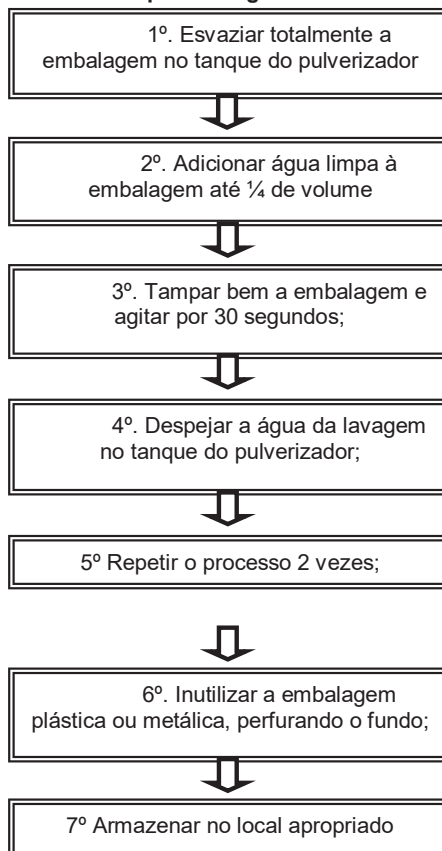 1º. Esvaziar totalmente a
embalagem no tanque do pulverizador
2º. Adicionar água limpa à
embalagem até ¼ de volume
3º. Tampar bem a embalagem e
agitar por 30 segundos;
4º. Despejar a água da lavagem
no tanque do pulverizador;
5º Repetir o processo 2 vezes;
6º. Inutilizar a embalagem
plástica ou metálica, perfurando o fundo;
7º Armazenar no local apropriado